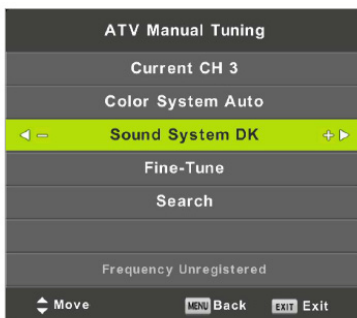 ATV Manual Tuning
Current CH 3
Color System Auto
Sound System DK
Fine-Tune
Search
Frequency Unregistered
Move MENU Back EXIT Exit